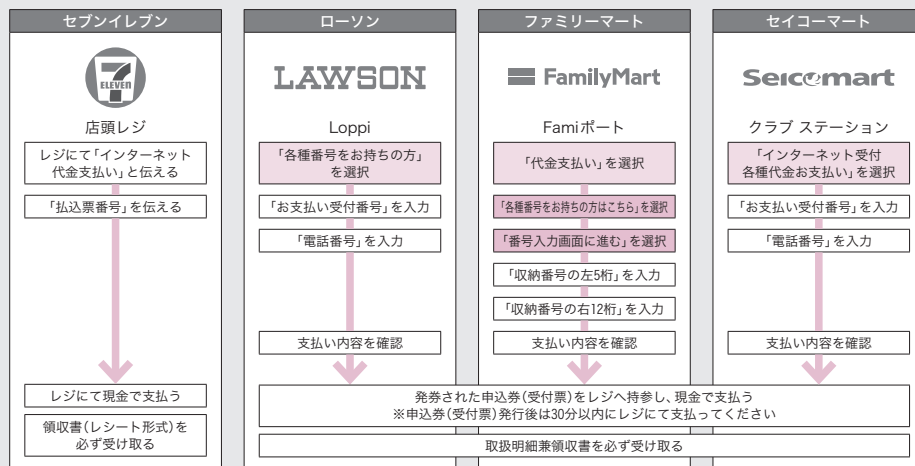 セブンイレブン
7
ELEVEN
店頭レジ
レジにて「インターネット
代金支払い」と伝える
「払込票番号」を伝える
レジにて現金で支払う
領収書(レシート形式)を
必ず受け取る
ローソン
LAWSON
Loppi
「各種番号をお持ちの方」
を選択
「お支払い受付番号」を入力
「電話番号」を入力
支払い内容を確認
ファミリーマート
FamilyMart
Famiポート
「代金支払い」を選択
「各種番号をお持ちの方はこちら」を選択
「番号入力画面に進む」を選択
「収納番号の左5桁」を入力
「収納番号の右12桁」を入力
支払い内容を確認
セイコーマート
Seicomart
クラブ ステーション
「インターネット受付
各種代金お支払い」を選択
「お支払い受付番号」を入力
「電話番号」を入力
支払い内容を確認
発券された申込券(受付票)をレジへ持参し、現金で支払う
※申込券(受付票)発行後は30分以内にレジにて支払ってください
取扱明細兼領収書を必ず受け取る